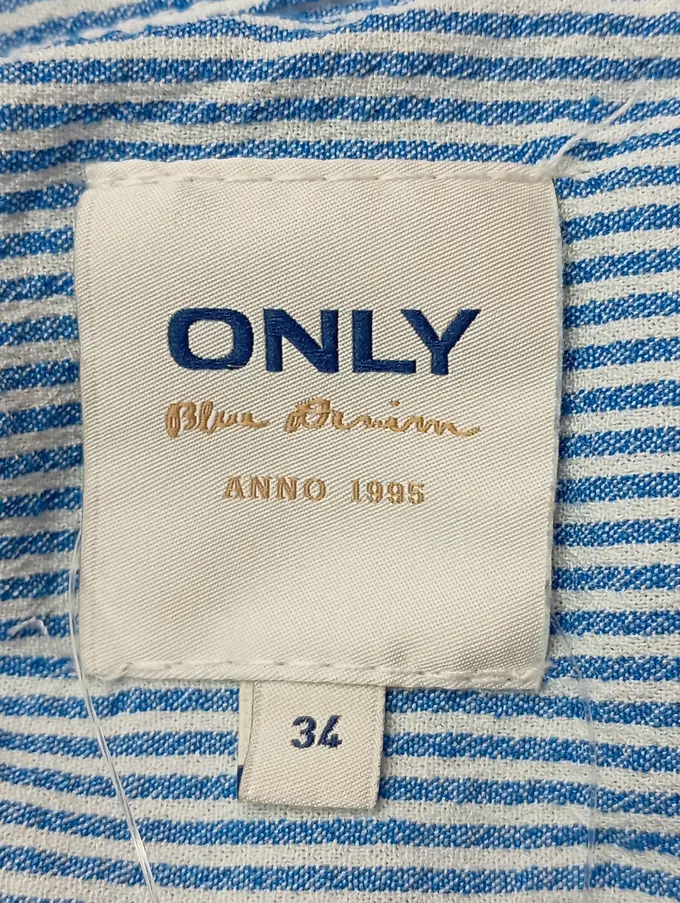 ONLY
Blue Denim
ANNO 1995
34